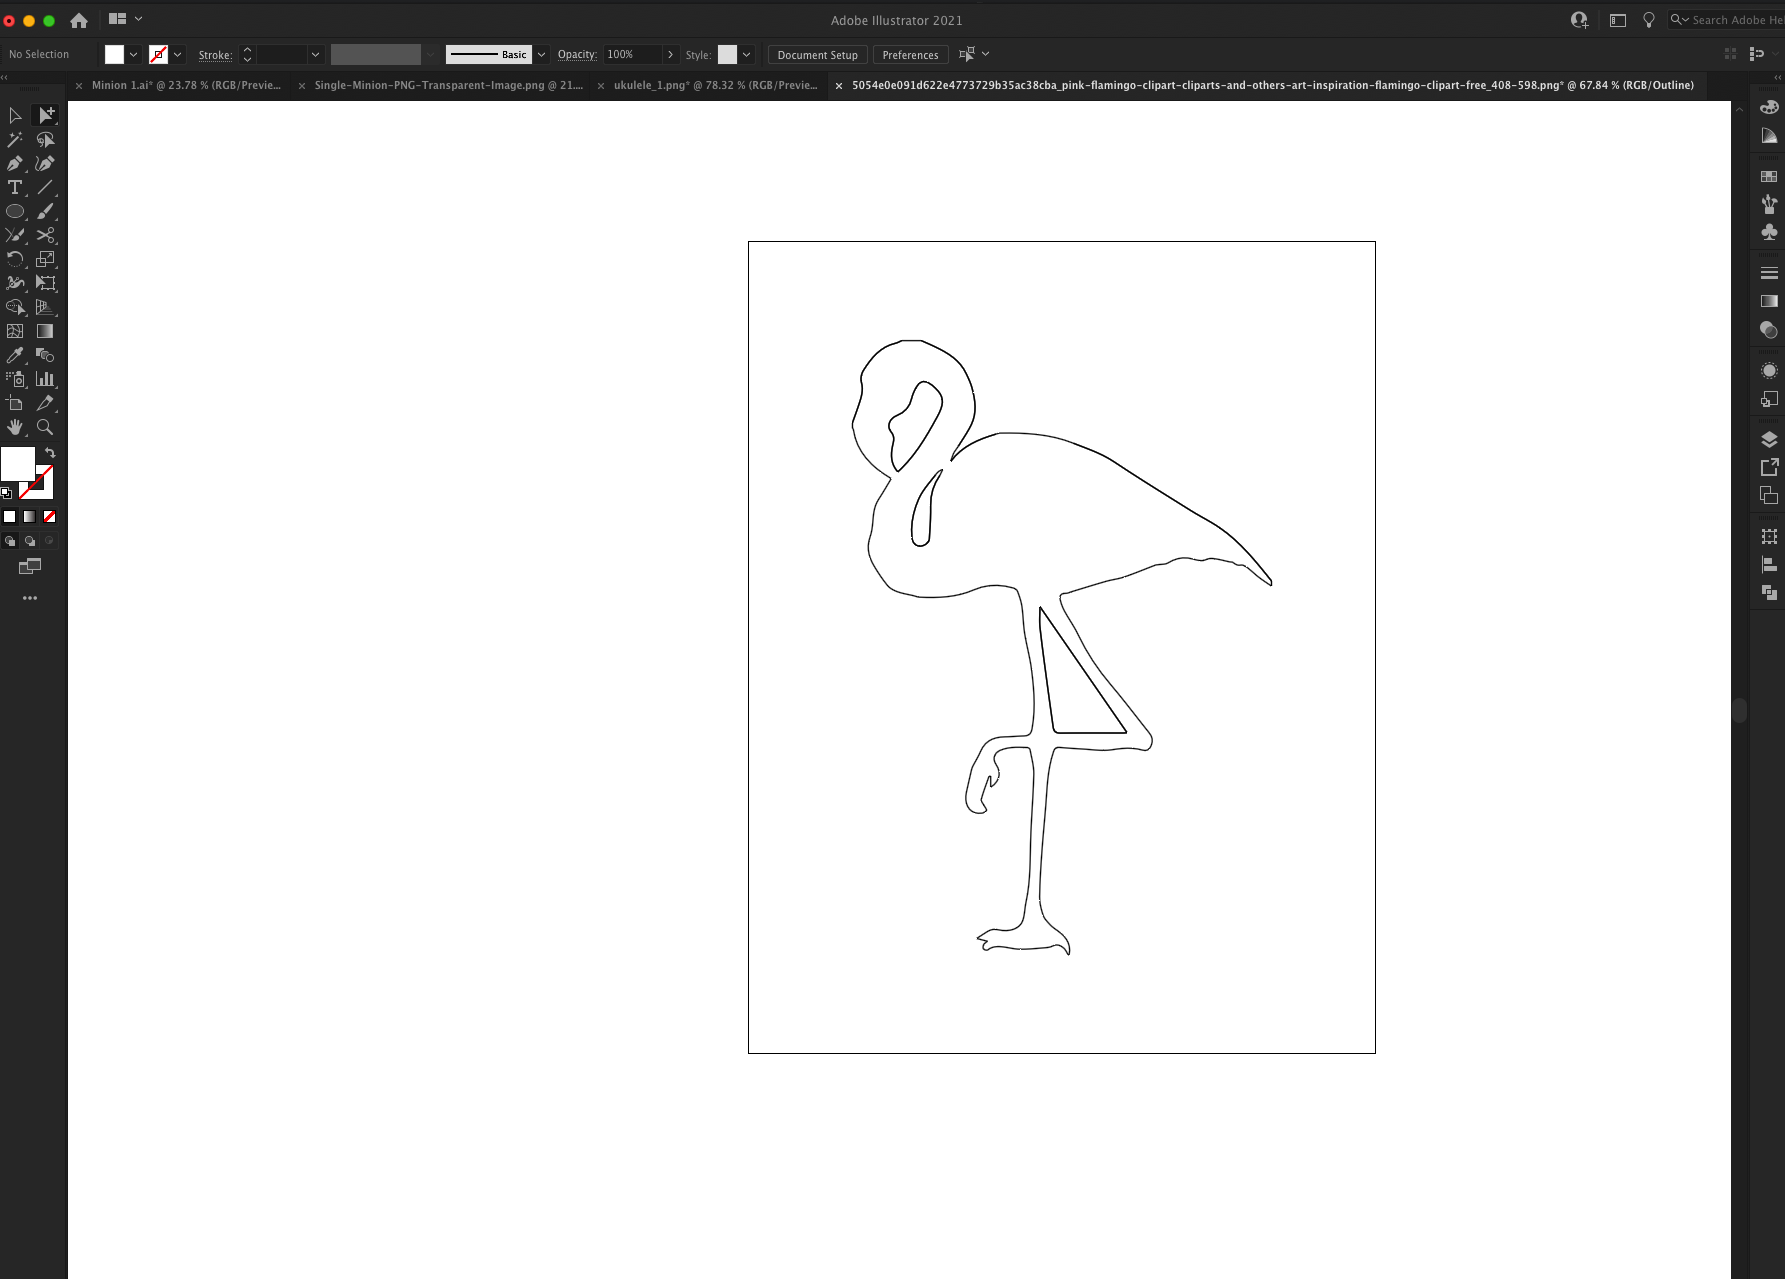 Adobe Illustrator 2021
Search Adobe Hel
No Selection
Stroke:
Basic
Opacity:
100%
Style:
Document Setup
Preferences
Minion 1.ai* @ 23.78 % (RGB/Previe...
Single-Minion-PNG-Transparent-Image.png @ 21....
ukulele_1.png* @ 78.32 % (RGB/Previe...
5054e0e091d622e4773729b35ac38cba_pink-flamingo-clipart-cliparts-and-others-art-inspiration-flamingo-clipart-free_408-598.png* @ 67.84 % (RGB/Outline)